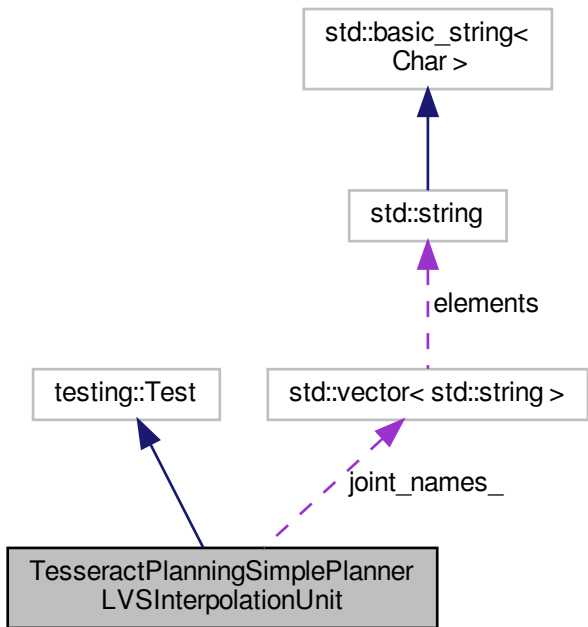 std::basic_string<
Char >
std::string
elements
testing::Test
std::vector< std::string >
joint_names_
TesseractPlanningSimplePlanner
LVSInterpolationUnit